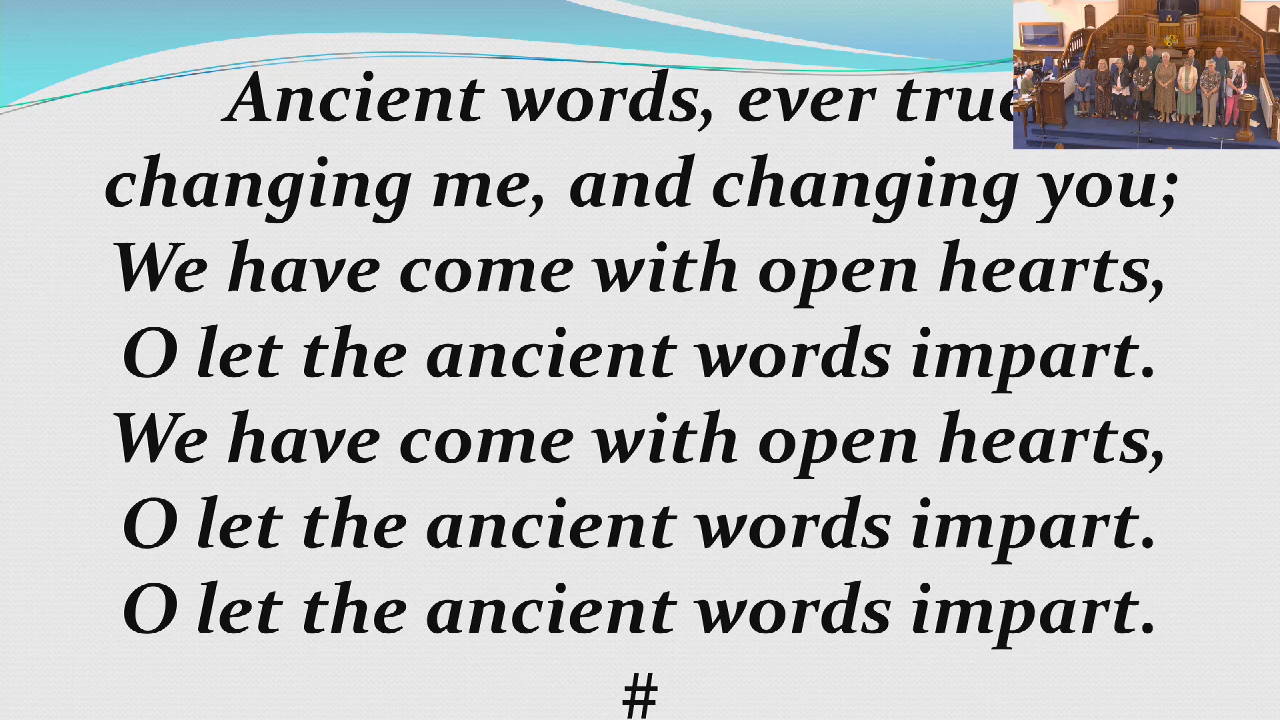 Ancient words, ever true
changing me, and changing you;
We have come with open hearts,
O let the ancient words impart.
We have come with open hearts,
O let the ancient words impart.
O let the ancient words impart.
#